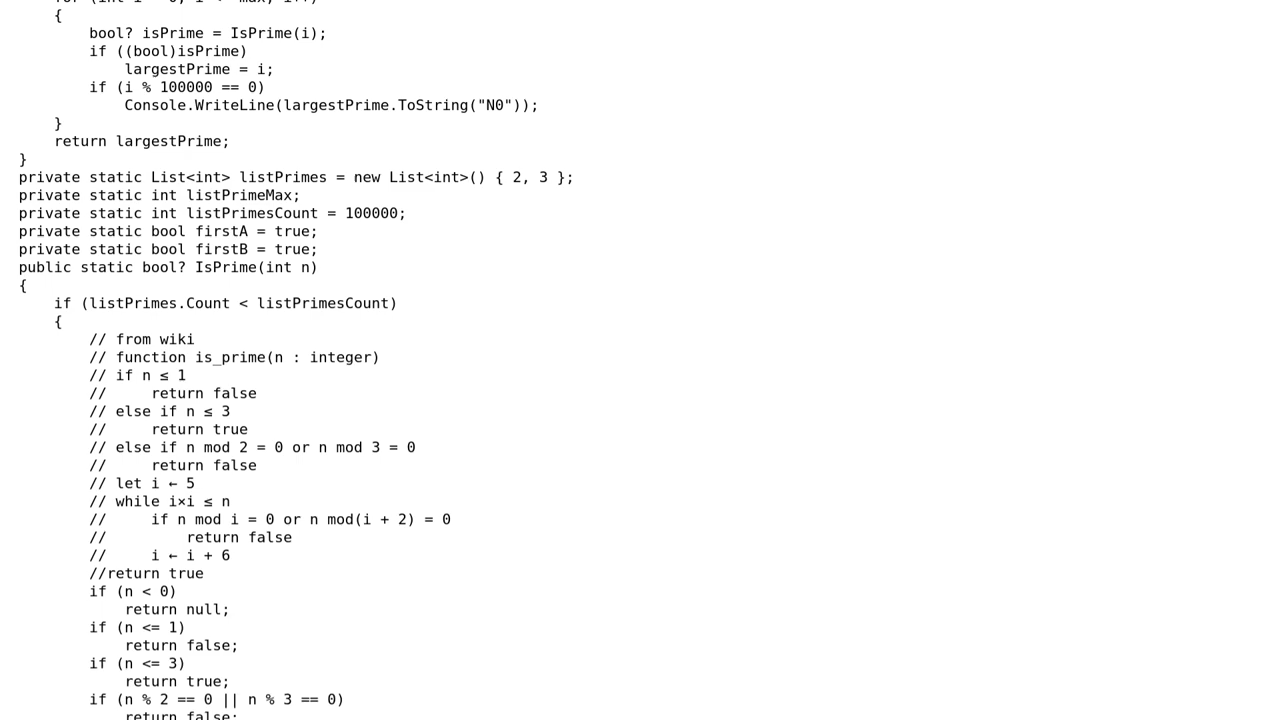 {
bool? isPrime = IsPrime(i);
if ((bool)isPrime)
largestPrime = i;
if (i % 100000 == 0)
Console.WriteLine(largestPrime.ToString("N0"));
}
return largestPrime;
}
private static List<int> listPrimes = new List<int>() { 2, 3 };
private static int listPrimeMax;
private static int listPrimesCount = 100000;
private static bool firstA = true;
private static bool firstB = true;
public static bool? IsPrime(int n)
{
if (listPrimes.Count < listPrimesCount)
{
// from wiki
// function is_prime(n : integer)
// if n ≤ 1
//     return false
// else if n ≤ 3
//     return true
// else if n mod 2 = 0 or n mod 3 = 0
//     return false
// let i ← 5
// while i×i ≤ n
//     if n mod i = 0 or n mod(i + 2) = 0
//         return false
//     i ← i + 6
//return true
if (n < 0)
return null;
if (n <= 1)
return false;
if (n <= 3)
return true;
if (n % 2 == 0 || n % 3 == 0)
return false;